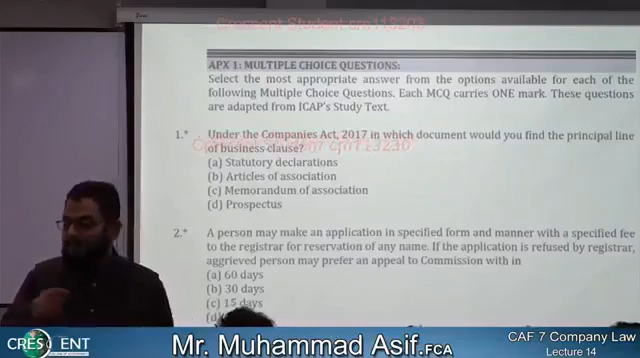 Crescent Student crn113230
APX 1: MULTIPLE CHOICE QUESTIONS:
Select the most appropriate answer from the options available for each of the
following Multiple Choice Questions. Each MCQ carries ONE mark. These questions
are adapted from ICAP's Study Text.
1.* Under the Companies Act, 2017 in which document would you find the principal line
of business clause?
(a) Statutory declarations
(b) Articles of association
(c) Memorandum of association
(d) Prospectus
2.* A person may make an application in specified form and manner with a specified fee
to the registrar for reservation of any name. If the application is refused by registrar,
aggrieved person may prefer an appeal to Commission with in
(a) 60 days
(b) 30 days
(c) 15 days
(d)
CRESCENT
Mr. Muhammad Asif.FCA
CAF 7 Company Law
Lecture 14